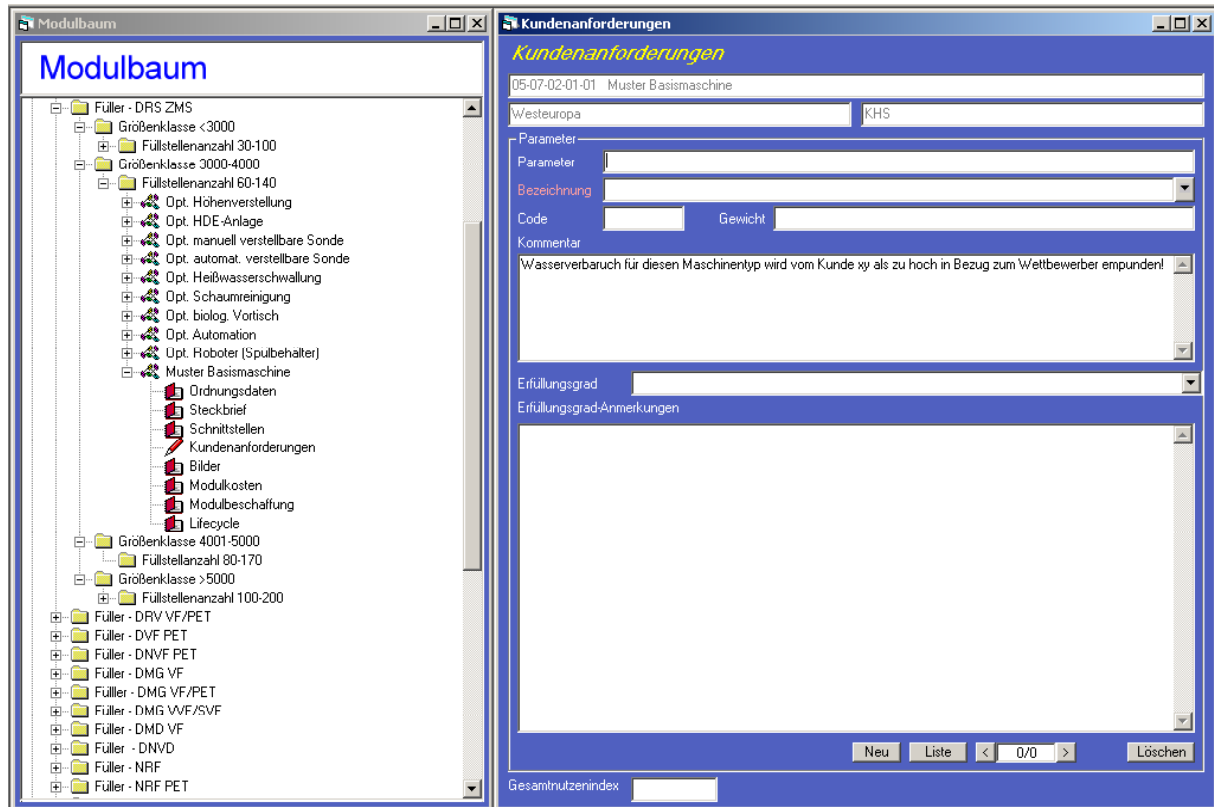 Modulbaum
Modulbaum
Füller - DRS ZMS
Größenklasse <3000
Füllstellenanzahl 30-100
Größenklasse 3000-4000
Füllstellenanzahl 60-140
Opt. Höhenverstellung
Opt. HDE-Anlage
Opt. manuell verstellbare Sonde
Opt. automat. verstellbare Sonde
Opt. Heißwasserschwallung
Opt. Schaumreinigung
Opt. biolog. Vortisch
Opt. Automation
Opt. Roboter (Spülbehälter)
Muster Basismaschine
Ordnungsdaten
Steckbrief
Schnittstellen
Kundenanforderungen
Bilder
Modulkosten
Modulbeschaffung
Lifecycle
Größenklasse 4001-5000
Füllstellanzahl 80-170
Größenklasse >5000
Füllstellenanzahl 100-200
Füller - DRV VF/PET
Füller - DVF PET
Füller - DNVF PET
Füller - DMG VF
Fülller - DMG VF/PET
Füller - DMG VVF/SVF
Füller - DMD VF
Füller - DNVD
Füller - NRF
Füller - NRF PET
Kundenanforderungen
Kundenanforderungen
05-07-02-01-01 Muster Basismaschine
Westeuropa KHS
Parameter
Parameter
Bezeichnung
Code Gewicht
Kommentar
Wasserverbaruch für diesen Maschinentyp wird vom Kunde xy als zu hoch in Bezug zum Wettbewerber empunden!
Erfüllungsgrad
Erfüllungsgrad-Anmerkungen
Neu Liste < 0/0 > Löschen
Gesamtnutzenindex